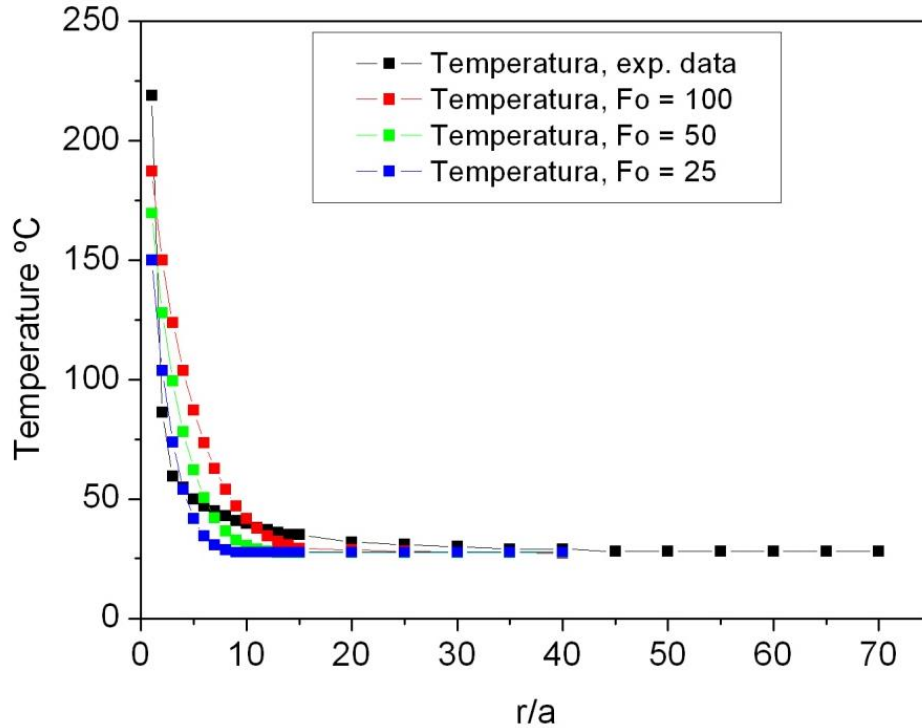 250
200
150
100
50
0
Temperature ºC
Temperatura, exp. data
Temperatura, Fo = 100
Temperatura, Fo = 50
Temperatura, Fo = 25
0 10 20 30 40 50 60 70
r/a